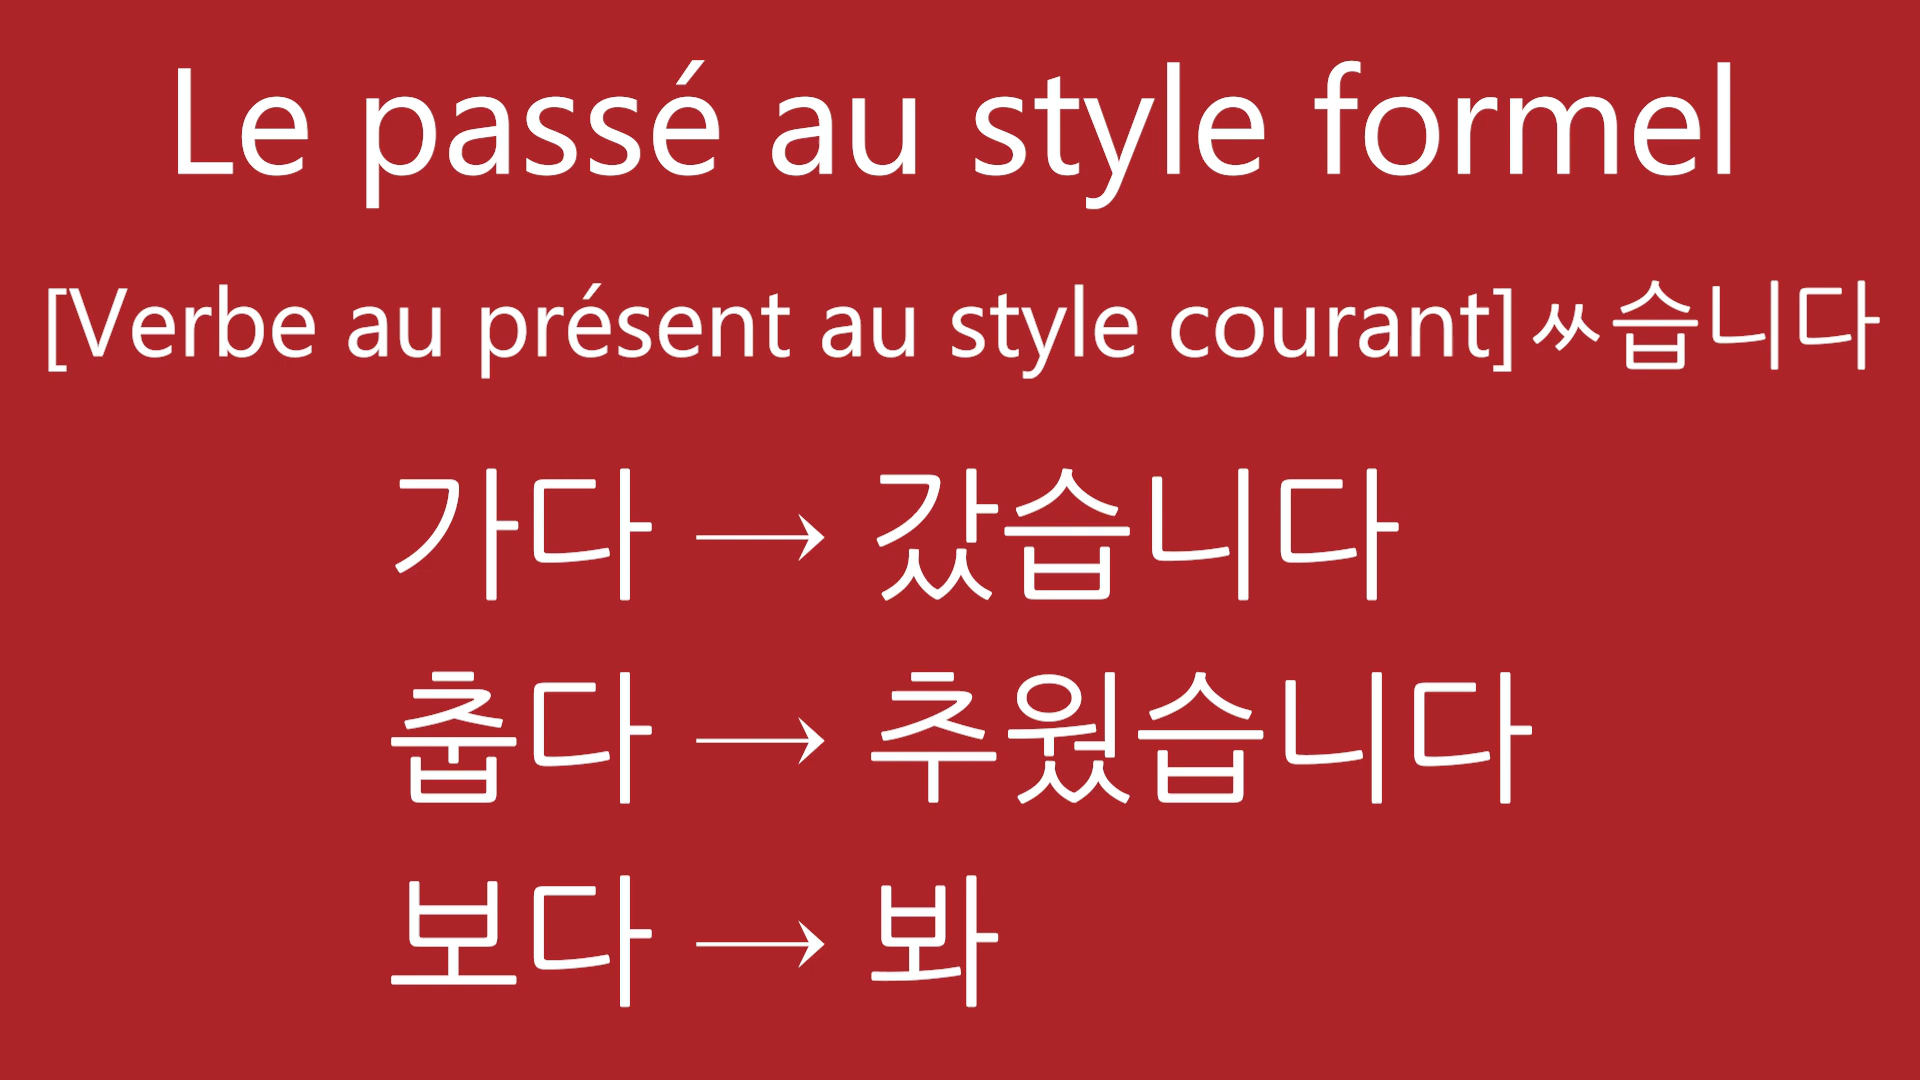 Le passé au style formel
[Verbe au présent au style courant]ㅆ습니다
가다 → 갔습니다
춥다 → 추웠습니다
보다 → 봐